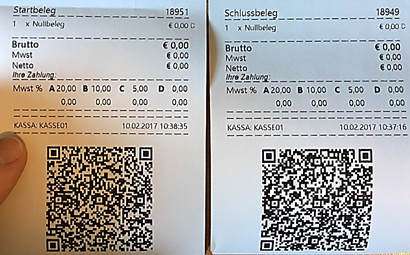 Startbeleg 18951
1 x Nullbeleg € 0,00 D
Brutto € 0,00
Mwst € 0,00
Netto € 0,00
Ihre Zahlung:
Mwst % A 20,00 B 10,00 C 5,00 D 0,00
0,00 0,00 0,00 0,00
KASSA: KASSE01 10.02.2017 10:38:35
Schlussbeleg 18949
1 x Nullbeleg € 0,00 D
Brutto € 0,00
Mwst € 0,00
Netto € 0,00
Ihre Zahlung:
Mwst % A 20,00 B 10,00 C 5,00 D 0,00
0,00 0,00 0,00 0,00
KASSA: KASSE01 10.02.2017 10:37:16